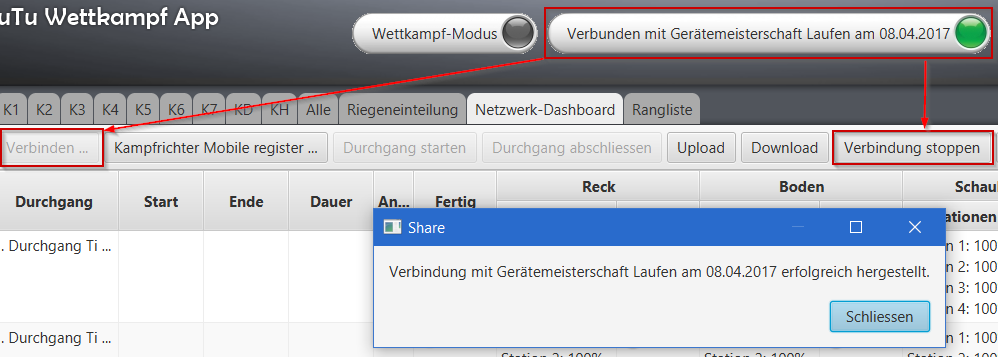 uTu Wettkampf App
Wettkampf-Modus
Verbunden mit Gerätemeisterschaft Laufen am 08.04.2017
K1 K2 K3 K4 K5 K6 K7 KD KH Alle Riegeneinteilung Netzwerk-Dashboard Rangliste
Verbinden ... Kampfrichter Mobile register ... Durchgang starten Durchgang abschliessen Upload Download Verbindung stoppen
Durchgang Start Ende Dauer An... Fertig Reck Boden Schaul
ationen
. Durchgang Ti ...
n 1: 100
n 2: 100
n 3: 100
n 4: 100
Share
Verbindung mit Gerätemeisterschaft Laufen am 08.04.2017 erfolgreich hergestellt.
Schliessen
. Durchgang Ti ...
n 1: 100
Station 2: 100%